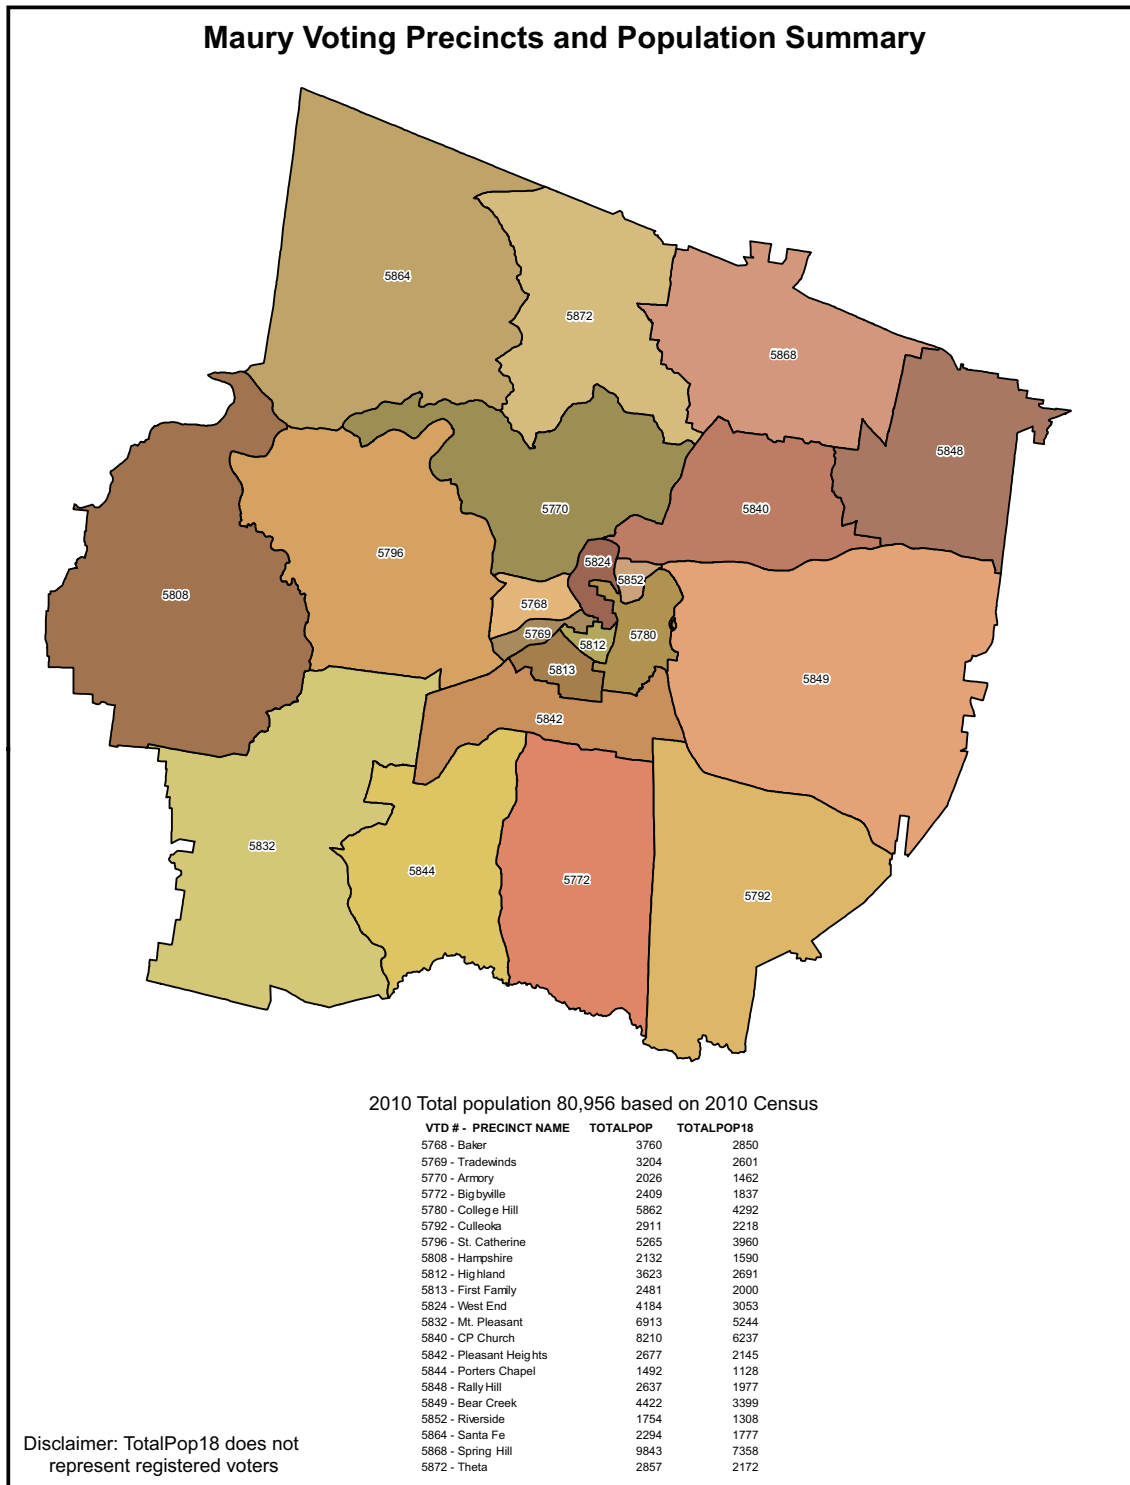 Maury Voting Precincts and Population Summary
5864
5872
5868
5848
5770
5840
5796
5824
5852
5808
5768
5769
5812
5780
5813
5849
5842
5832
5844
5772
5792
2010 Total population 80,956 based on 2010 Census
VTD # - PRECINCT NAME TOTALPOP TOTALPOP18
5768 - Baker 3760 2850
5769 - Tradewinds 3204 2601
5770 - Armory 2026 1462
5772 - Bigbyville 2409 1837
5780 - College Hill 5862 4292
5792 - Culleoka 2911 2218
5796 - St. Catherine 5265 3960
5808 - Hampshire 2132 1590
5812 - Highland 3623 2691
5813 - First Family 2481 2000
5824 - West End 4184 3053
5832 - Mt. Pleasant 6913 5244
5840 - CP Church 8210 6237
5842 - Pleasant Heights 2677 2145
5844 - Porters Chapel 1492 1128
5848 - Rally Hill 2637 1977
5849 - Bear Creek 4422 3399
5852 - Riverside 1754 1308
5864 - Santa Fe 2294 1777
5868 - Spring Hill 9843 7358
5872 - Theta 2857 2172
Disclaimer: TotalPop18 does not
represent registered voters